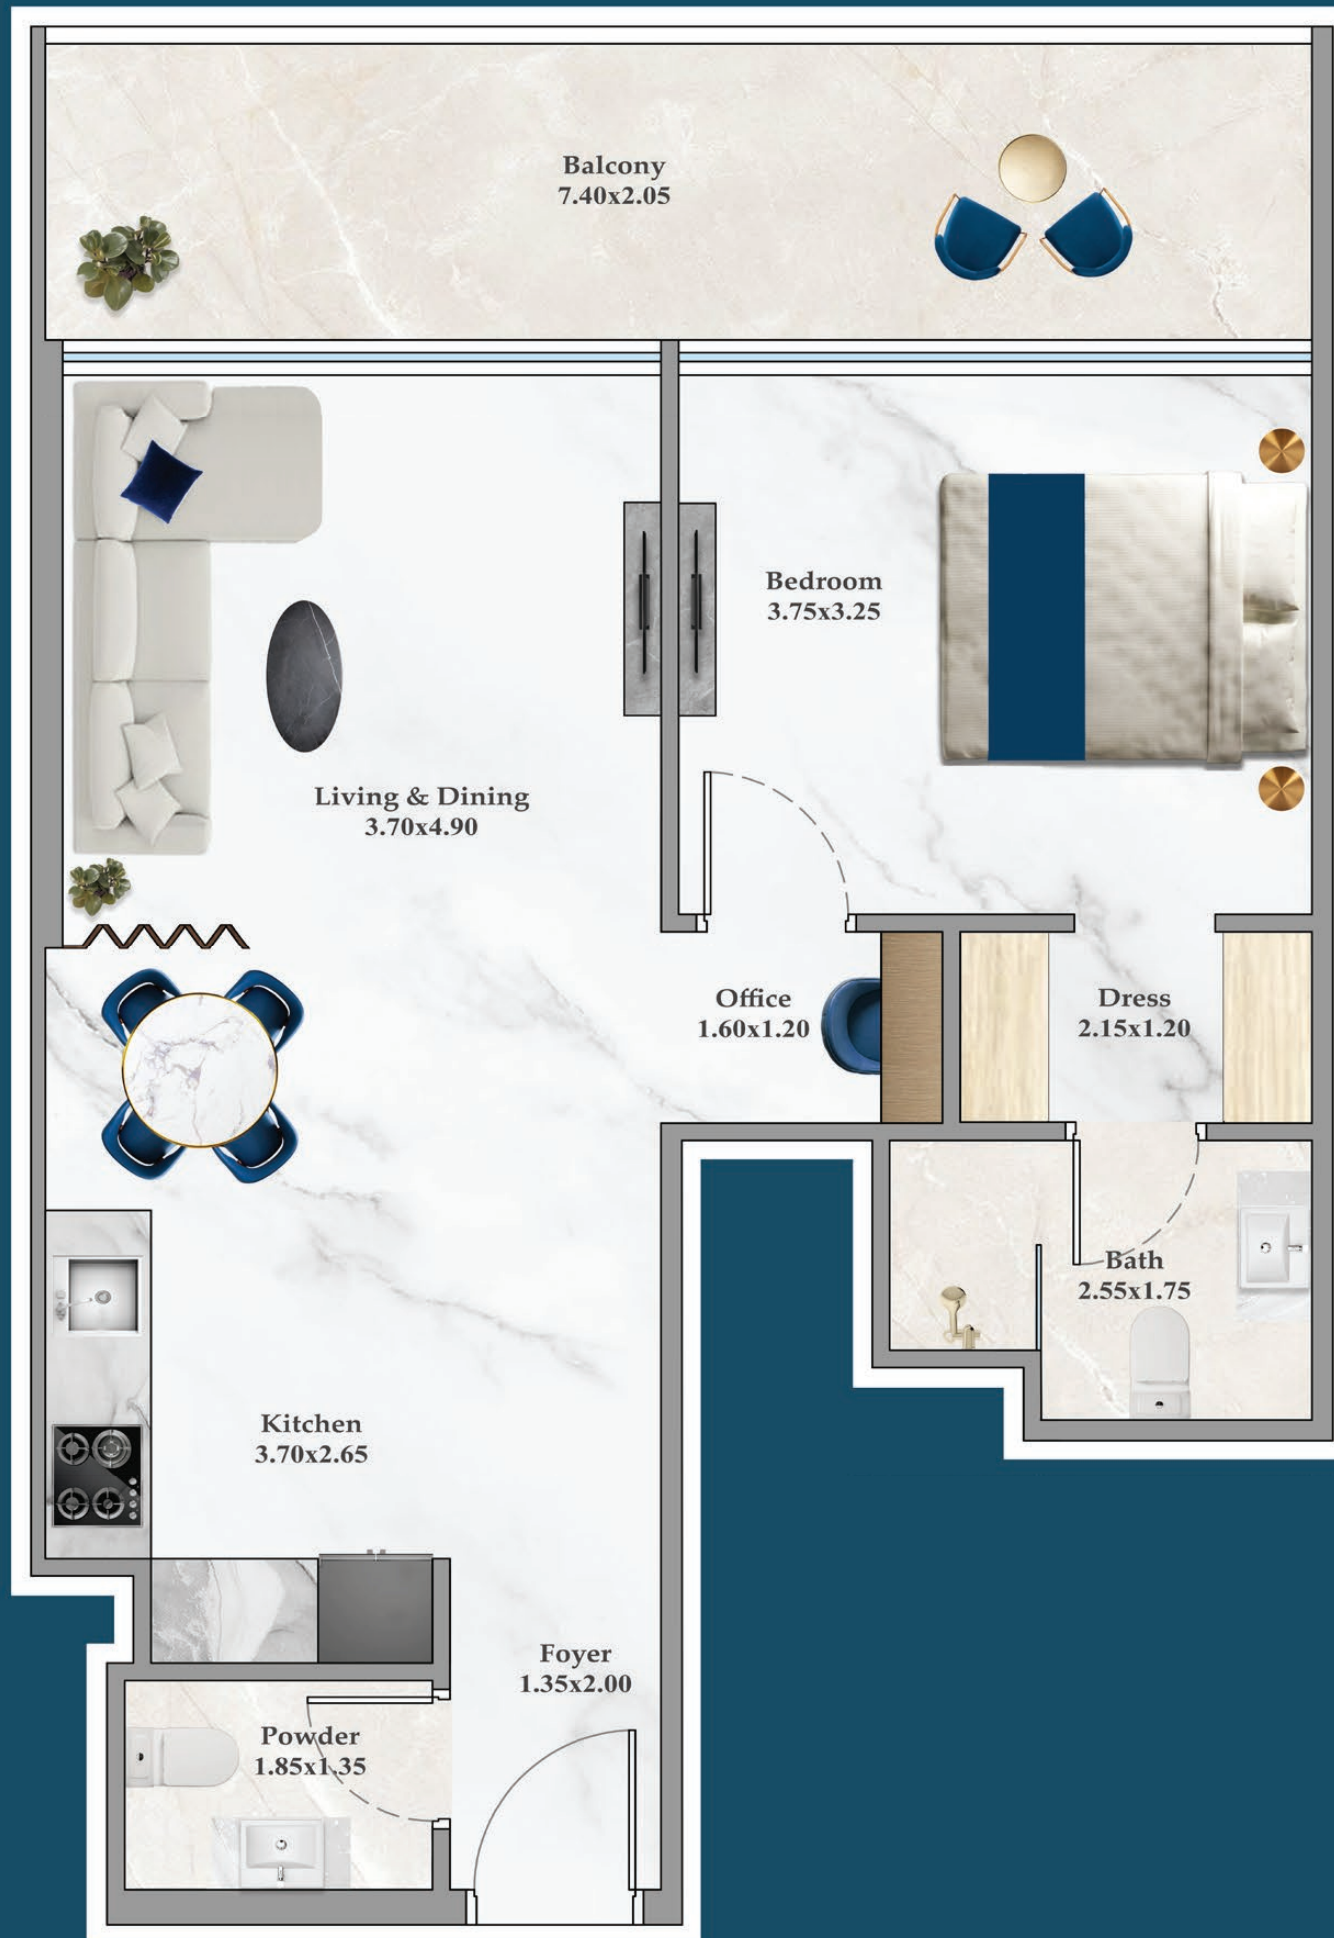 Balcony
7.40x2.05
Bedroom
3.75x3.25
Living & Dining
3.70x4.90
Office
1.60x1.20
Dress
2.15x1.20
Bath
2.55x1.75
Kitchen
3.70x2.65
Foyer
1.35x2.00
Powder
1.85x1.35